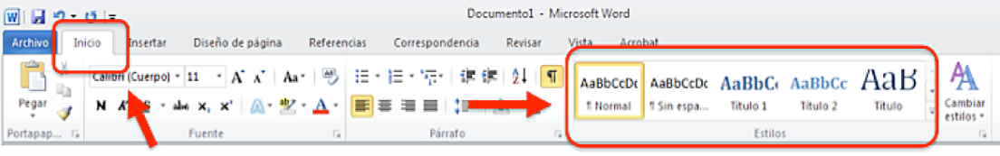 Documento1 - Microsoft Word
Archivo Inicio Insertar Diseño de página Referencias Correspondencia Revisar Vista Acrobat
Calibri (Cuerpo) 11 A A Aa
AaBbCcDc AaBbCcDc AaBbC AaBbCc AaB
Pegar N K S abe x, x² A ab A
¶ Normal ¶ Sin espa... Título 1 Título 2 Título
Cambiar
estilos
Portapap... Fuente Párrafo Estilos